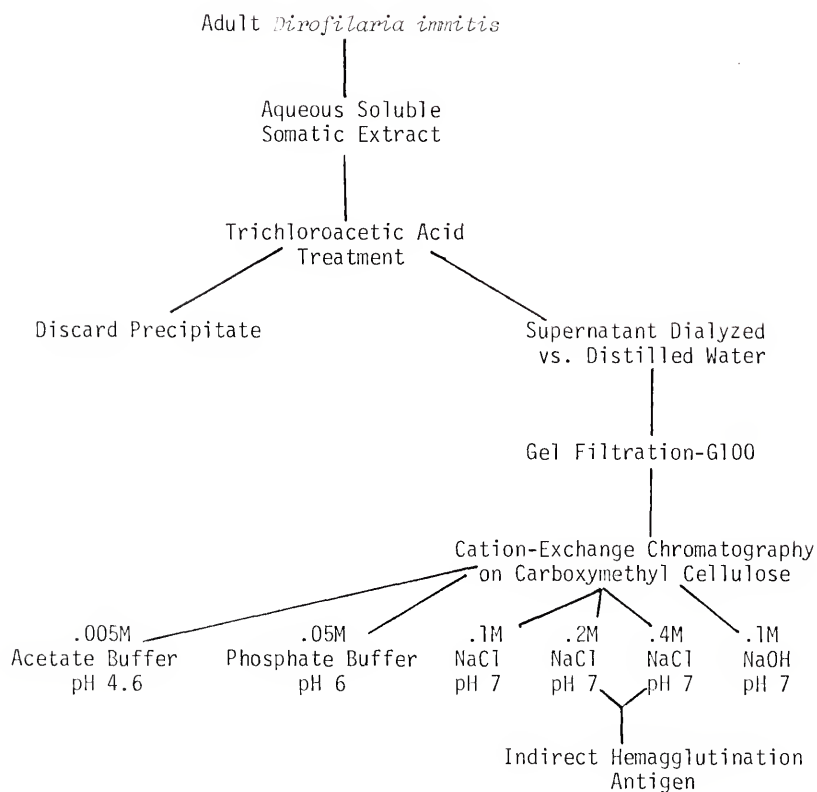 Adult Dirofilaria immitis
Aqueous Soluble
Somatic Extract
Trichloroacetic Acid
Treatment
Discard Precipitate
Supernatant Dialyzed
vs. Distilled Water
Gel Filtration-G100
Cation-Exchange Chromatography
on Carboxymethyl Cellulose
.005M
Acetate Buffer
pH 4.6
.05M
Phosphate Buffer
pH 6
.1M
NaCl
pH 7
.2M
NaCl
pH 7
.4M
NaCl
pH 7
.1M
NaOH
pH 7
Indirect Hemagglutination
Antigen